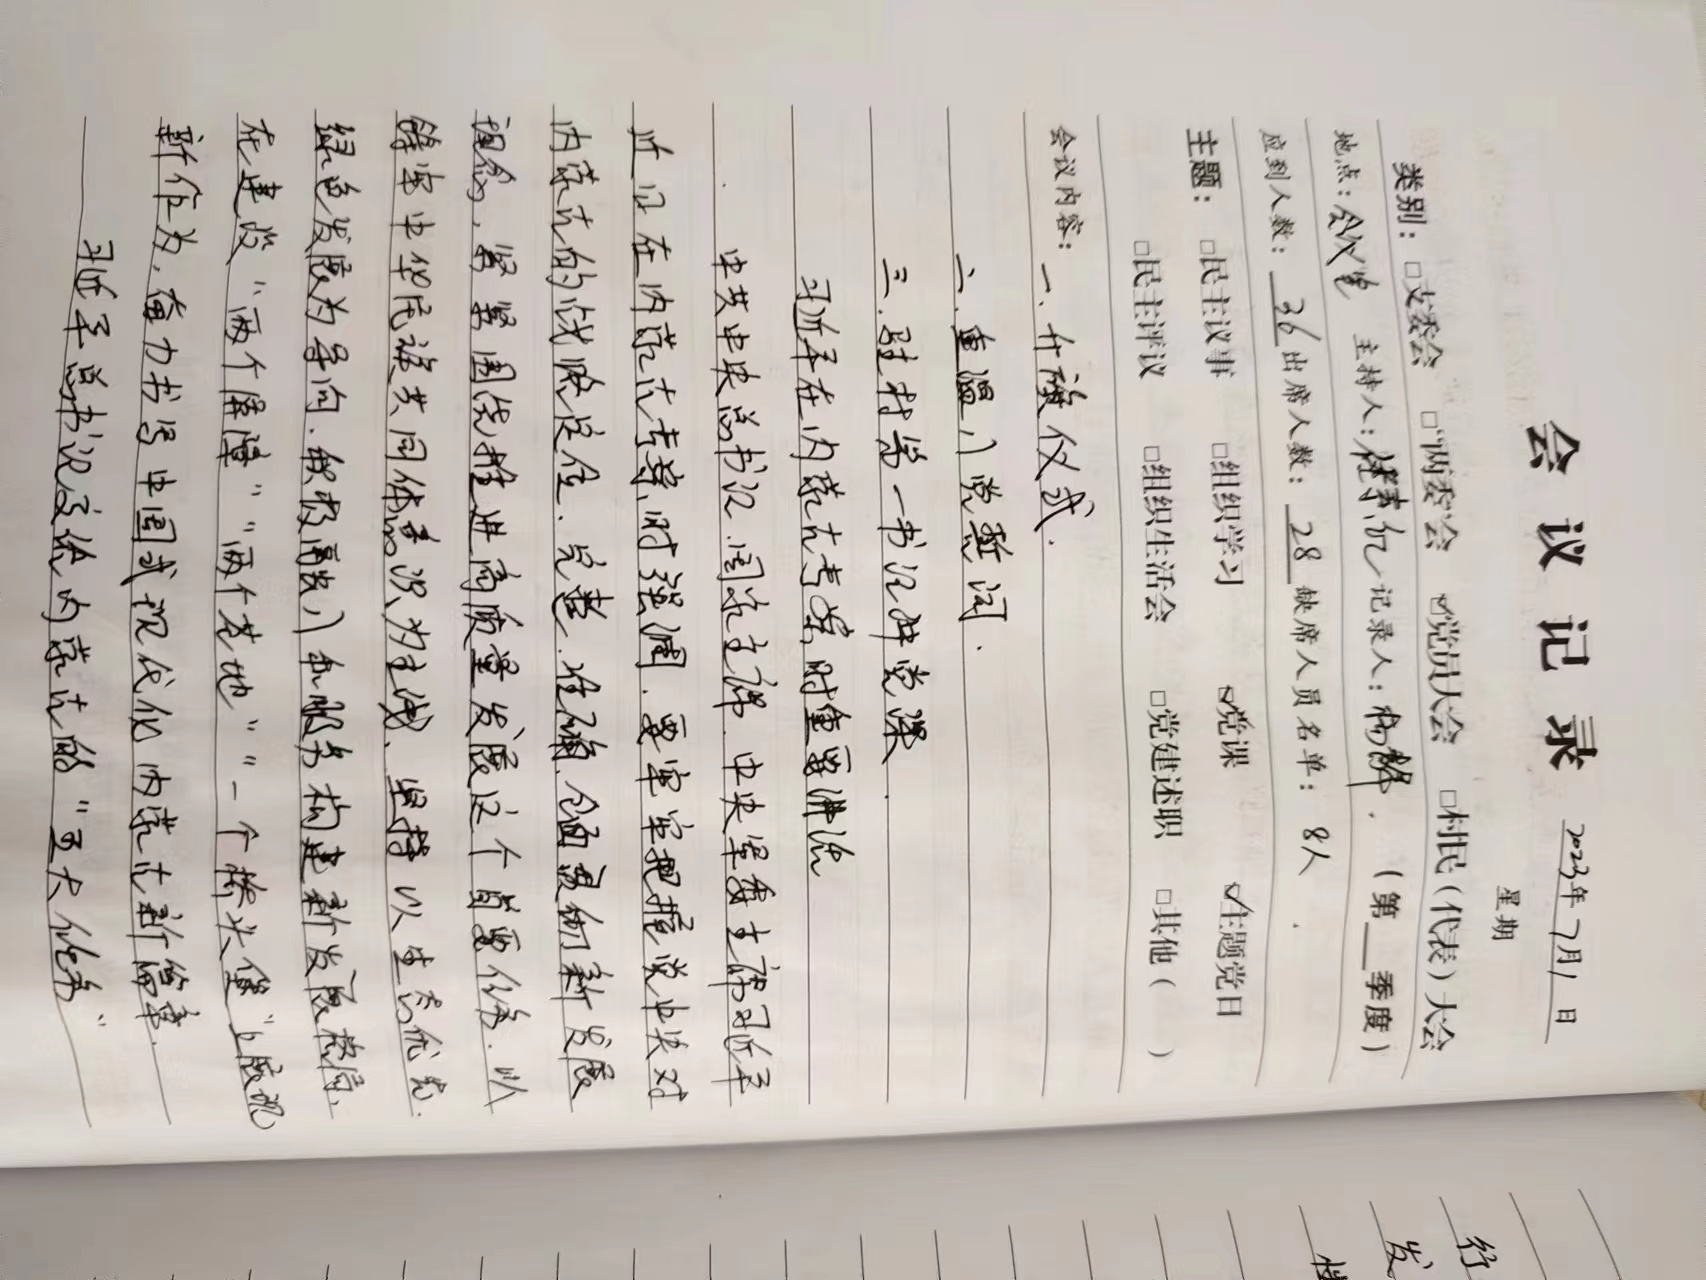 会议记录 2023年7月1日
星期
类别：□支委会 □“两委会 ☑党员大会 □村民（代表）大会
地点：会议室 主持人： 记录人：杨 （第__季度）
应到人数：36出席人数：28缺席人员名单：8人.
主题：□民主议事 □组织学习 ☑党课 ☑主题党日
□民主评议 □组织生活会 □党建述职 □其他（ ）
会议内容：一、升旗仪式.
二、重温入党誓词.
三、驻村第一书记讲党课.
习近平在内蒙古考察时重要讲话
中共中央总书记.国家主席.中央军委主席习近平
近日在内蒙古考察时强调.要牢牢把握党中央对
内蒙古的战略定位.完整.准确.全面贯彻新发展
理念，紧紧围绕推进高质量发展这个首要任务.以
铸牢中华民族共同体意识为主线.坚持以生态优先.
绿色发展为导向.积极融入和服务构建新发展格局.
在建设“两个屏障”“两个基地”“一个桥头堡”上展现
新作为，奋力书写中国式现代化内蒙古新篇章.
习近平总书记交给内蒙古的“五大任务”
行
发
情